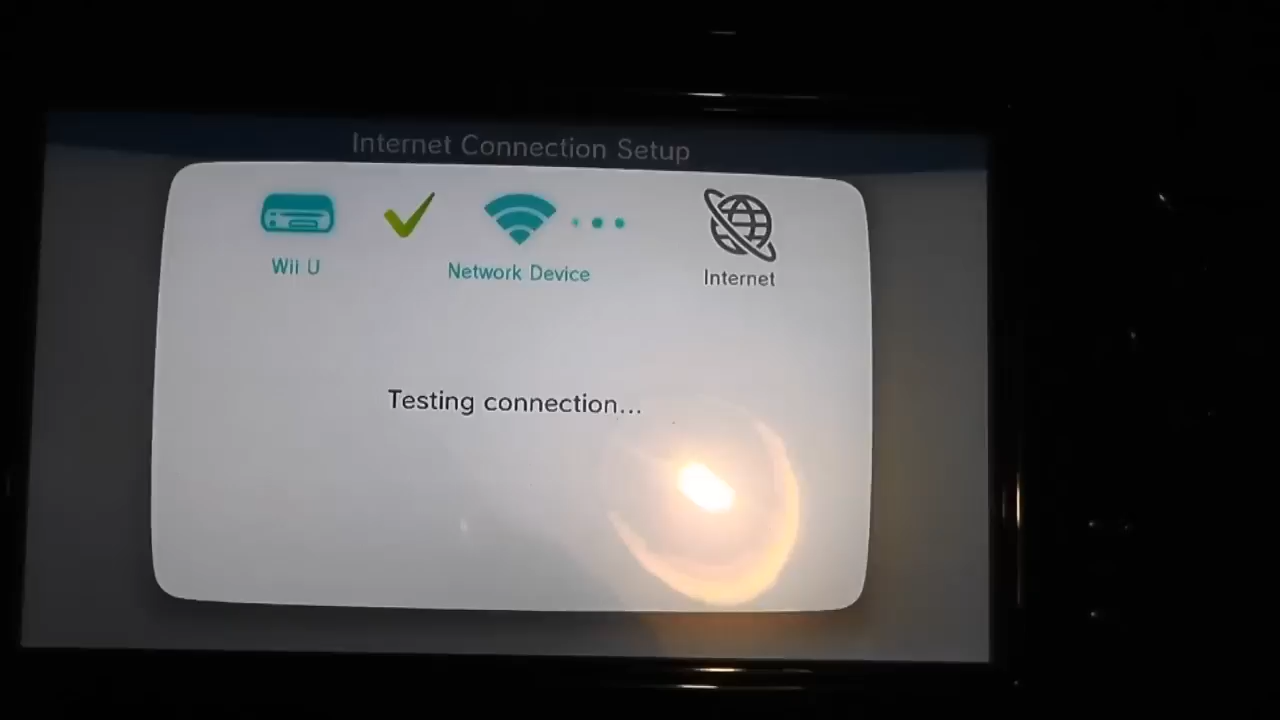 Internet Connection Setup
Wii U
Network Device
Internet
Testing connection...